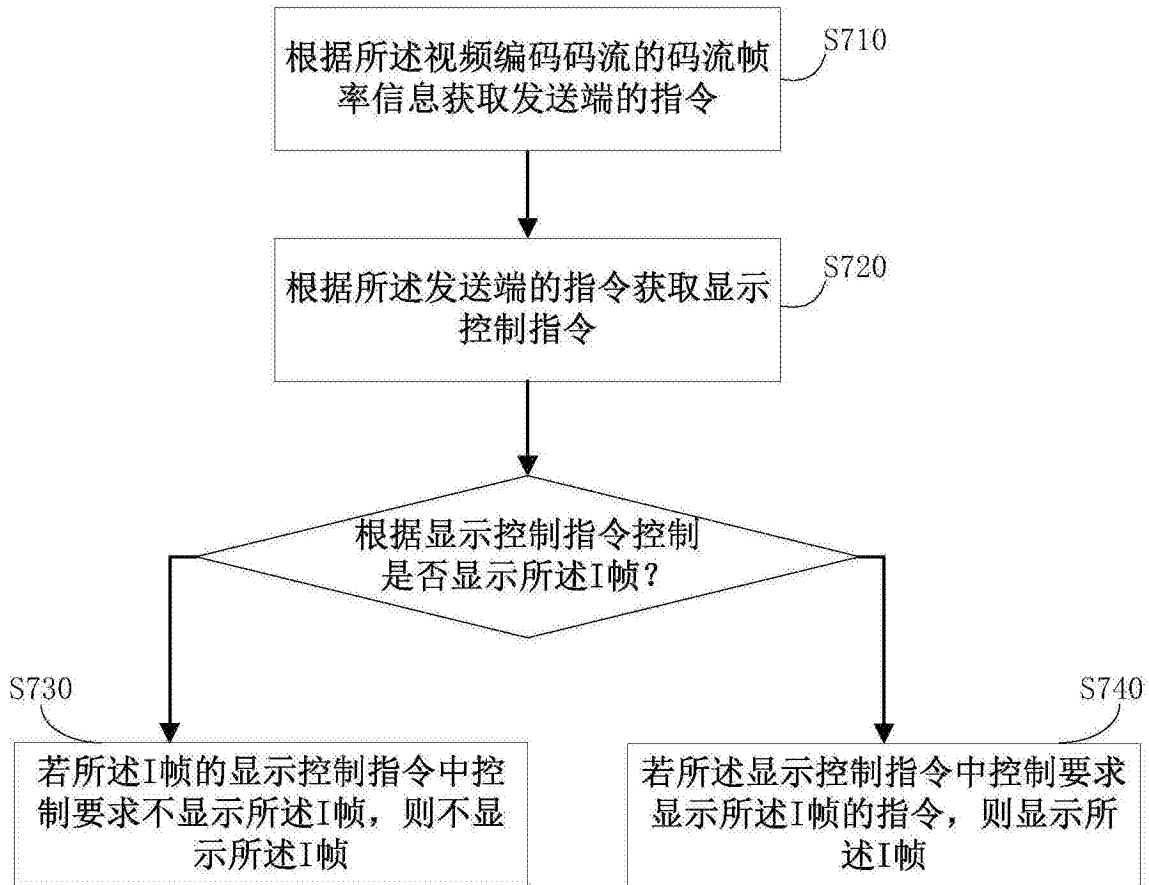 根据所述视频编码码流的码流帧
率信息获取发送端的指令
S710
根据所述发送端的指令获取显示
控制指令
S720
根据显示控制指令控制
是否显示所述I帧？
S730
若所述I帧的显示控制指令中控
制要求不显示所述I帧，则不显
示所述I帧
S740
若所述显示控制指令中控制要求
显示所述I帧的指令，则显示所
述I帧